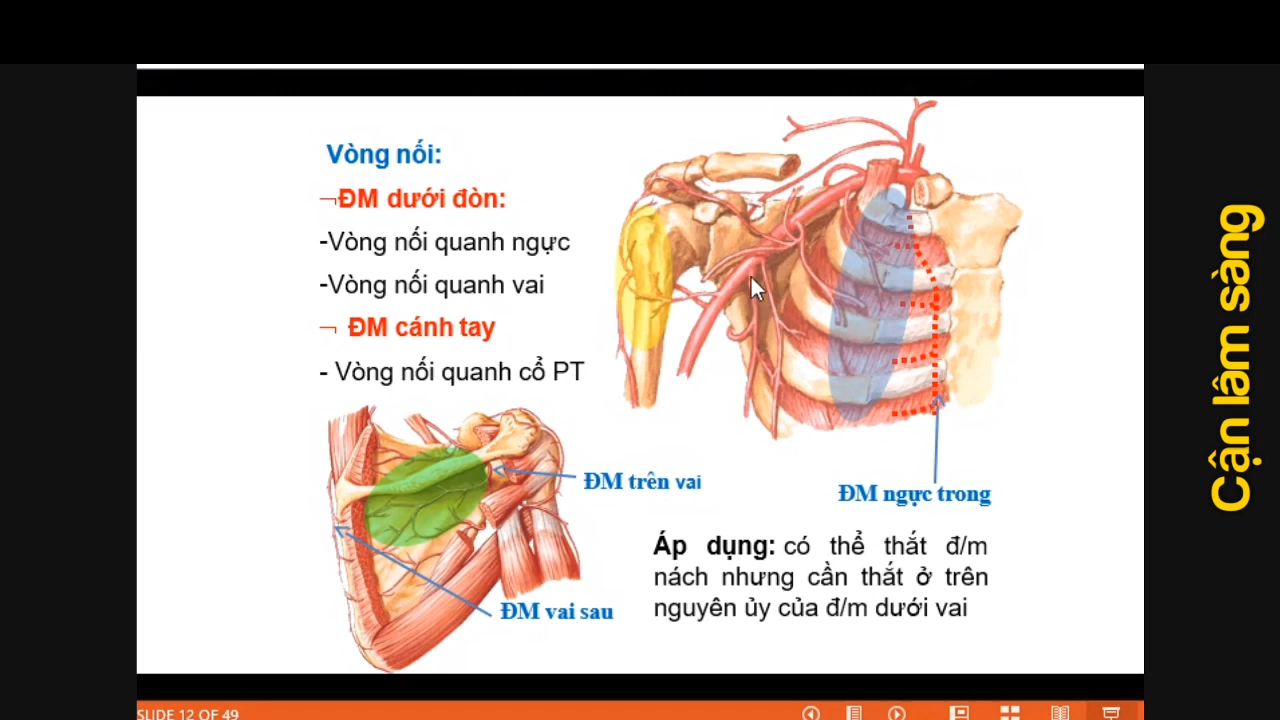 Vòng nối:
¬ĐM dưới đòn:
-Vòng nối quanh ngực
-Vòng nối quanh vai
¬ ĐM cánh tay
- Vòng nối quanh cổ PT
ĐM trên vai
ĐM ngực trong
ĐM vai sau
Áp dụng: có thể thắt đ/m
nách nhưng cần thắt ở trên
nguyên ủy của đ/m dưới vai
Cận lâm sàng
SLIDE 12 OF 49